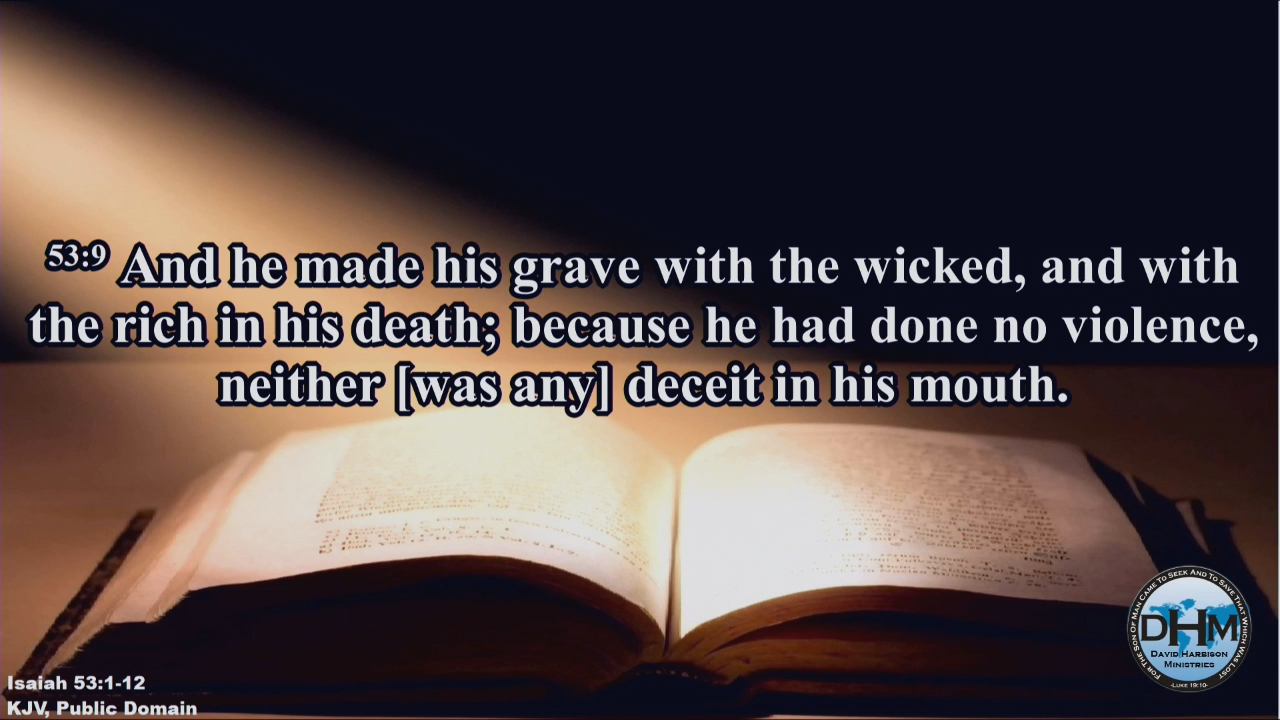 53:9 And he made his grave with the wicked, and with
the rich in his death; because he had done no violence,
neither [was any] deceit in his mouth.
Isaiah 53:1-12
KJV, Public Domain
FOR THE SON OF MAN CAME TO SEEK AND TO SAVE THAT WHICH WAS LOST
DHM
DAVID HARBISON
MINISTRIES
-LUKE 19:10-